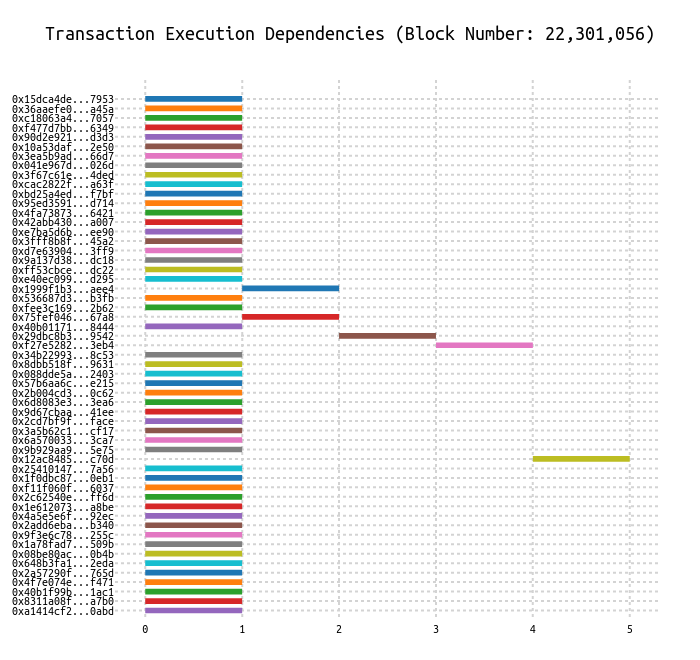 Transaction Execution Dependencies (Block Number: 22,301,056)
0x15dca4de...7953
0x36aaefe0...a45a
0xc18063a4...7057
0xf477d7bb...6349
0x90d2e921...d3d3
0x10a53daf...2e50
0x3ea5b9ad...66d7
0x041e967d...026d
0x3f67c61e...4ded
0xcac2822f...a63f
0xbd25a4ed...f7bf
0x95ed3591...d714
0x4fa73873...6421
0x42abb430...a007
0xe7ba5d6b...ee90
0x3fff8b8f...45a2
0xd7e63904...3ff9
0x9a137d38...dc18
0xff53cbce...dc22
0xe40ec099...d295
0x1999f1b3...aee4
0x536687d3...b3fb
0xfee3c169...2b62
0x75fef046...67a8
0x40b01171...8444
0x29dbc8b3...9542
0xf27e5282...3eb4
0x34b22993...8c53
0x8dbb518f...9631
0x088dde5a...2403
0x57b6aa6c...e215
0x2b004cd3...0c62
0x6d8083e3...3ea6
0x9d67cbaa...41ee
0x2cd7bf9f...face
0x3a5b62c1...cf17
0x6a570033...3ca7
0x9b929aa9...5e75
0x12ac8485...c70d
0x25410147...7a56
0x1f0dbc87...0eb1
0xf11f060f...6037
0x2c62540e...ff6d
0x1e612073...a8be
0x4a5e5e6f...92ec
0x2add6eba...b340
0x9f3e6c78...255c
0x1a78fad7...509b
0x08be80ac...0b4b
0x648b3fa1...2eda
0x2a57290f...765d
0x4f7e074e...f471
0x40b1f99b...1ac1
0x8311a08f...a7b0
0xa1414cf2...0abd
0 1 2 3 4 5